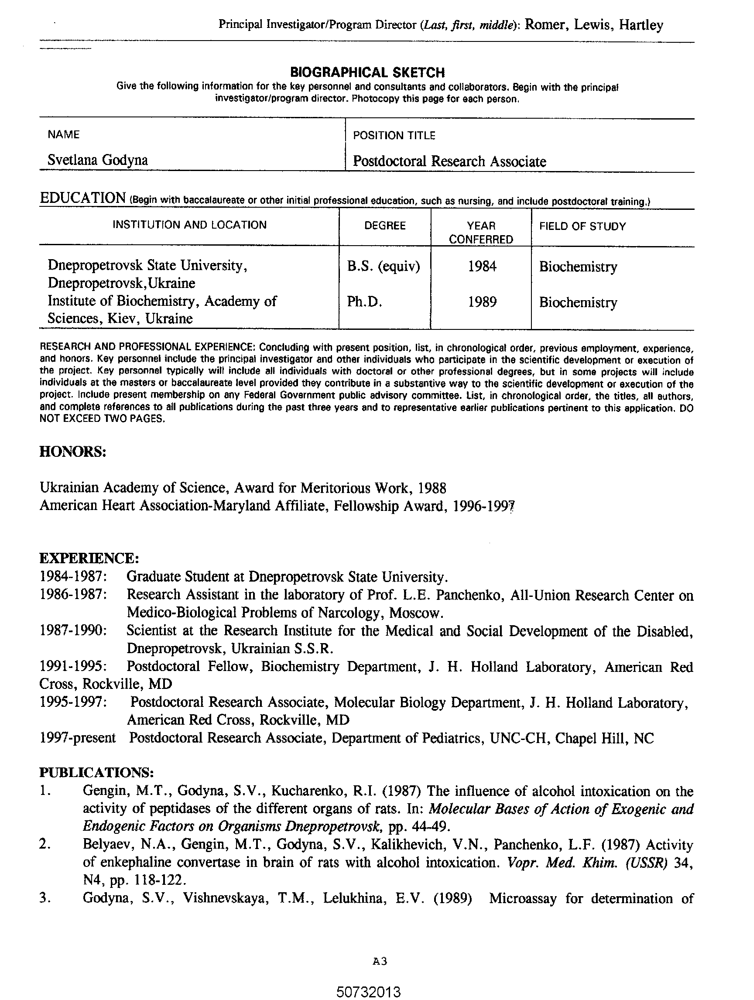 Principal Investigator/Program Director (Last, first, middle): Romer, Lewis, Hartley
BIOGRAPHICAL SKETCH
Give the following information for the key personnel and consultants and collaborators. Begin with the principal
investigator/program director. Photocopy this page for each person.
NAME
POSITION TITLE
Svetlana Godyna
Postdoctoral Research Associate
EDUCATION (Begin with baccalaureate or other initial professional education, such as nursing, and include postdoctoral training.)
INSTITUTION AND LOCATION
DEGREE
YEAR
CONFERRED
FIELD OF STUDY
Dnepropetrovsk State University,
Dnepropetrovsk,Ukraine
B.S. (equiv)
1984
Biochemistry
Institute of Biochemistry, Academy of
Sciences, Kiev, Ukraine
Ph.D.
1989
Biochemistry
RESEARCH AND PROFESSIONAL EXPERIENCE: Concluding with present position, list, in chronological order, previous employment, experience,
and honors. Key personnel include the principal investigator and other individuals who participate in the scientific development or execution of
the project. Key personnel typically will include all individuals with doctoral or other professional degrees, but in some projects will include
individuals at the masters or baccalaureate level provided they contribute in a substantive way to the scientific development or execution of the
project. Include present membership on any Federal Government public advisory committee. List, in chronological order, the titles, all authors,
and complete references to all publications during the past three years and to representative earlier publications pertinent to this application. DO
NOT EXCEED TWO PAGES.
HONORS:
Ukrainian Academy of Science, Award for Meritorious Work, 1988
American Heart Association-Maryland Affiliate, Fellowship Award, 1996-1997
EXPERIENCE:
1984-1987: Graduate Student at Dnepropetrovsk State University.
1986-1987: Research Assistant in the laboratory of Prof. L.E. Panchenko, All-Union Research Center on
Medico-Biological Problems of Narcology, Moscow.
1987-1990: Scientist at the Research Institute for the Medical and Social Development of the Disabled,
Dnepropetrovsk, Ukrainian S.S.R.
1991-1995: Postdoctoral Fellow, Biochemistry Department, J. H. Holland Laboratory, American Red
Cross, Rockville, MD
1995-1997: Postdoctoral Research Associate, Molecular Biology Department, J. H. Holland Laboratory,
American Red Cross, Rockville, MD
1997-present Postdoctoral Research Associate, Department of Pediatrics, UNC-CH, Chapel Hill, NC
PUBLICATIONS:
1. Gengin, M.T., Godyna, S.V., Kucharenko, R.I. (1987) The influence of alcohol intoxication on the
activity of peptidases of the different organs of rats. In: Molecular Bases of Action of Exogenic and
Endogenic Factors on Organisms Dnepropetrovsk, pp. 44-49.
2. Belyaev, N.A., Gengin, M.T., Godyna, S.V., Kalikhevich, V.N., Panchenko, L.F. (1987) Activity
of enkephaline convertase in brain of rats with alcohol intoxication. Vopr. Med. Khim. (USSR) 34,
N4, pp. 118-122.
3. Godyna, S.V., Vishnevskaya, T.M., Lelukhina, E.V. (1989) Microassay for determination of
A3
50732013